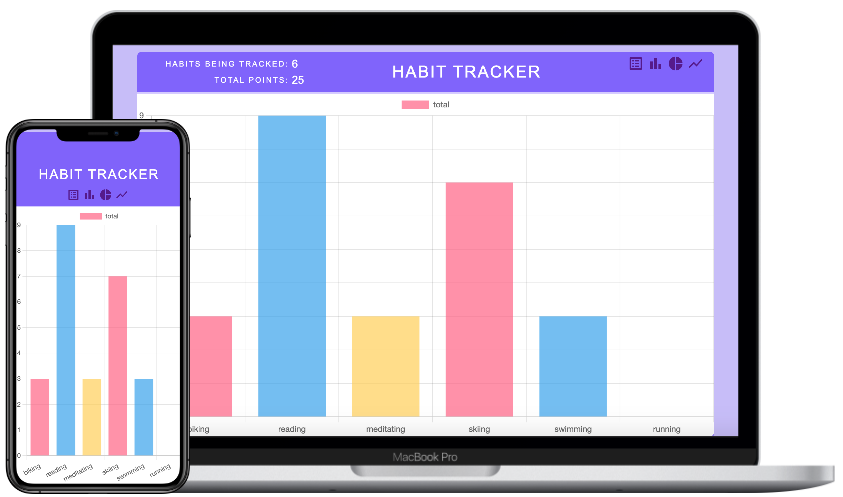 HABITS BEING TRACKED: 6
TOTAL POINTS: 25
HABIT TRACKER
total
9
biking reading meditating skiing swimming running
MacBook Pro
HABIT TRACKER
total
9
8
7
6
5
4
3
2
1
0
biking reading meditating skiing swimming running